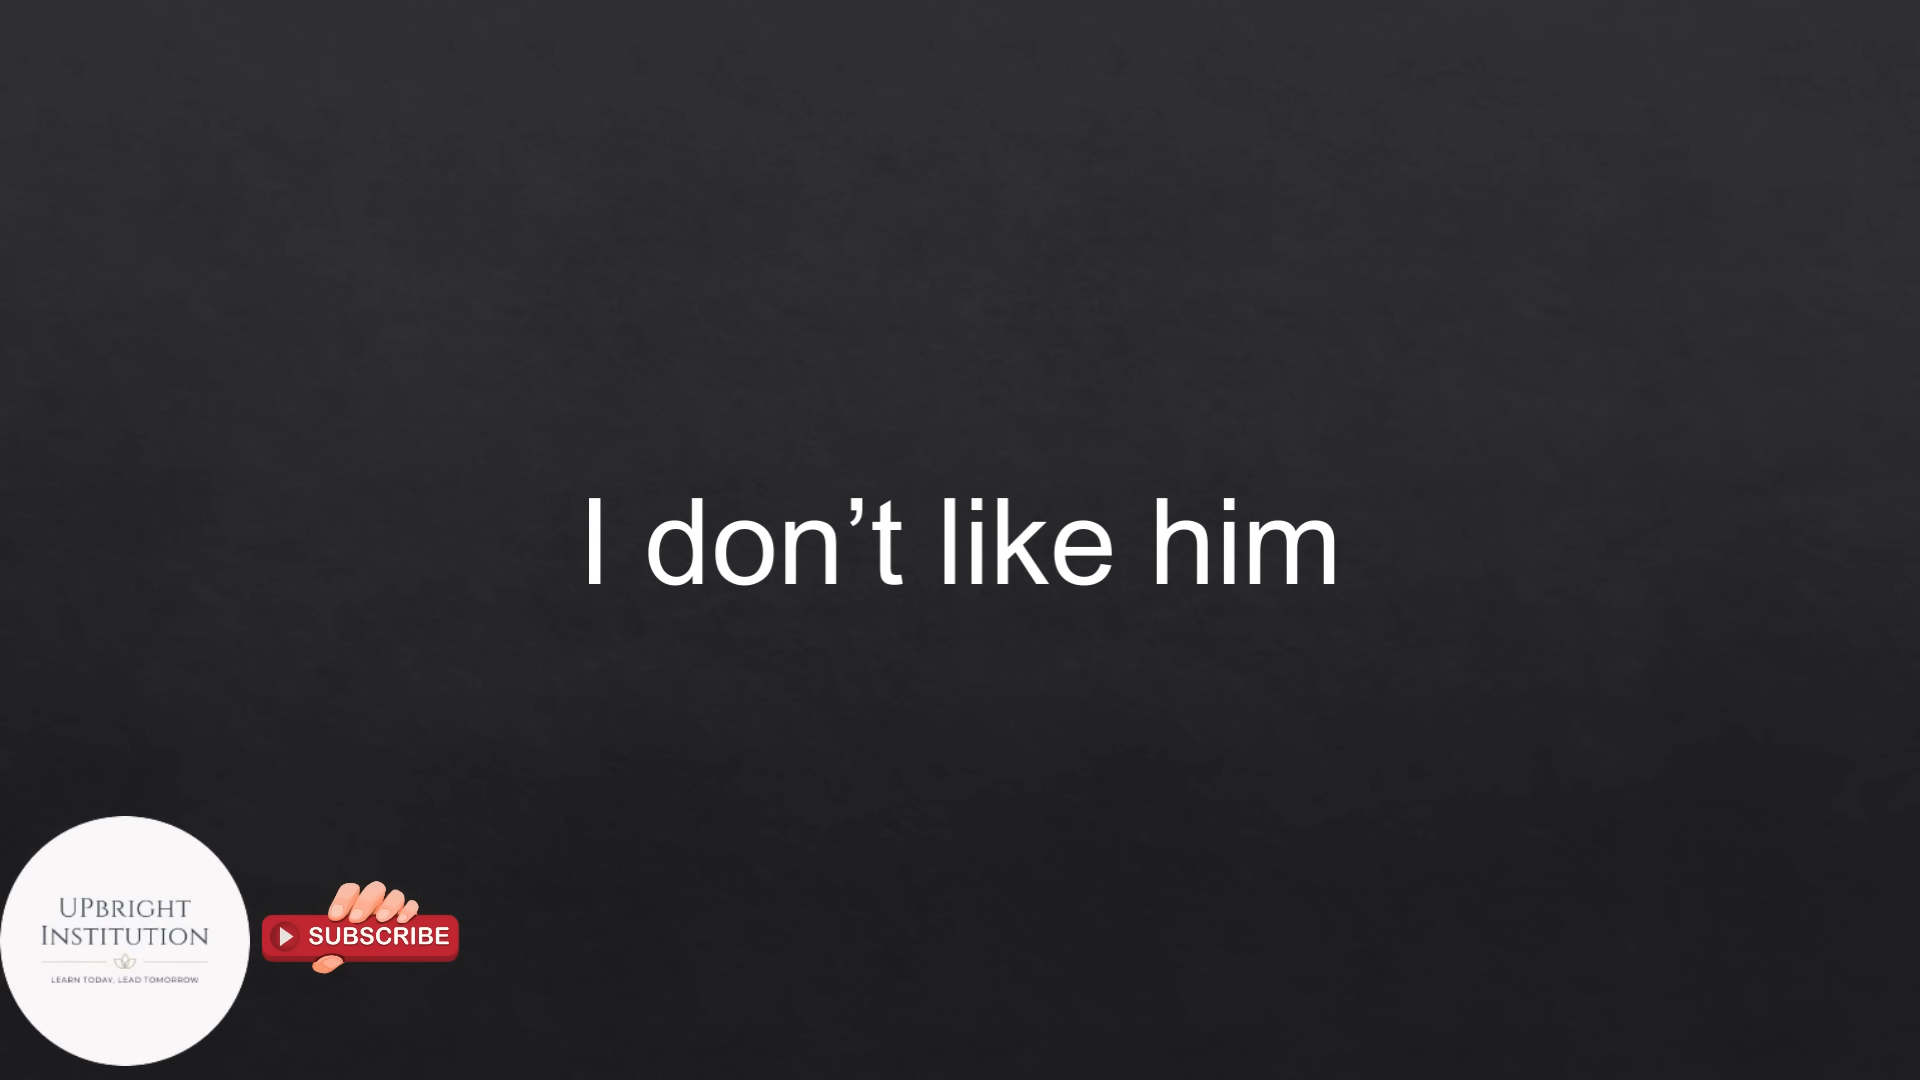 I don’t like him
UPBRIGHT
INSTITUTION
LEARN TODAY, LEAD TOMORROW
SUBSCRIBE